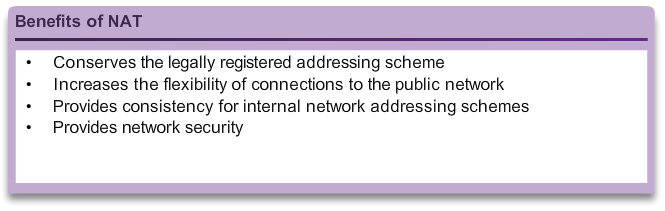 Benefits of NAT
• Conserves the legally registered addressing scheme
• Increases the flexibility of connections to the public network
• Provides consistency for internal network addressing schemes
• Provides network security